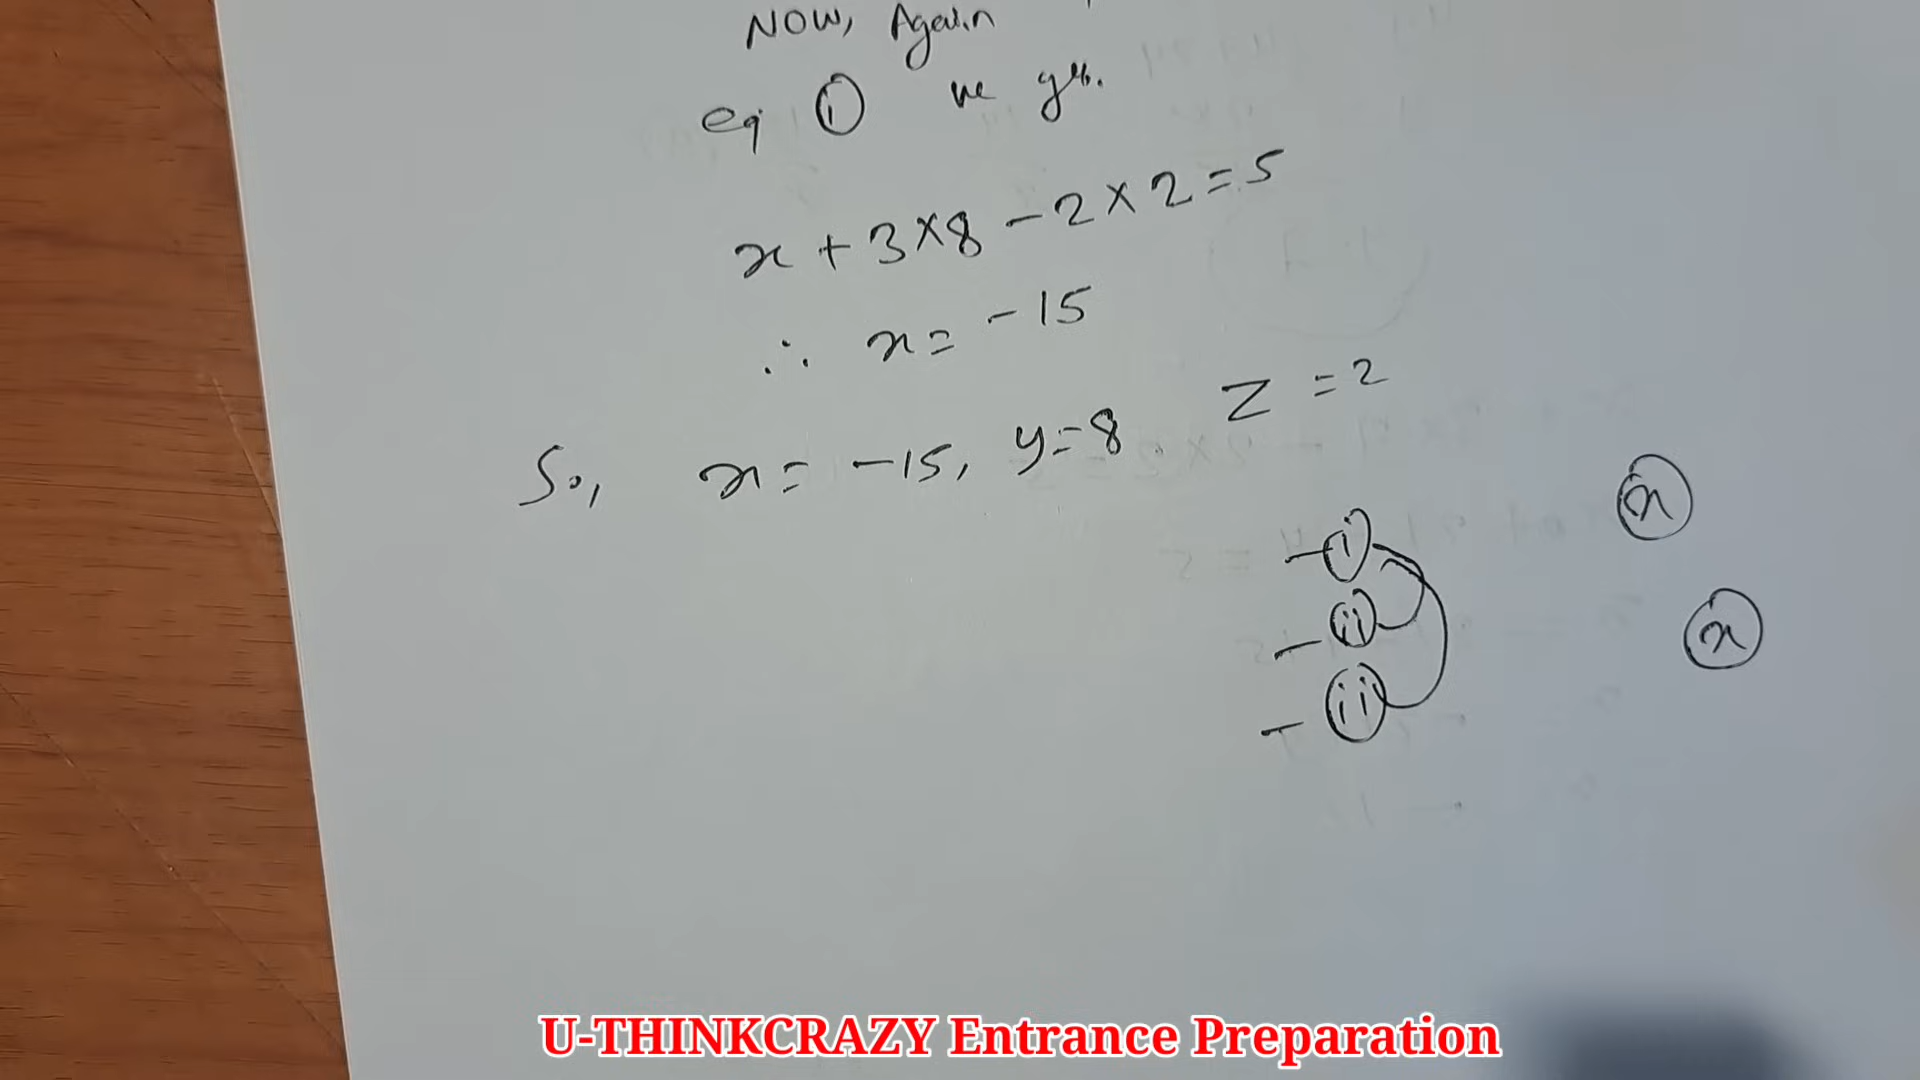 NOW, Again
eq ① we get.
x + 3×8 - 2×2 = 5
∴ x = -15
So, x = -15, y = 8 z = 2
- ⓘ
x
- (ii)
x
- (iii)
U-THINKCRAZY Entrance Preparation